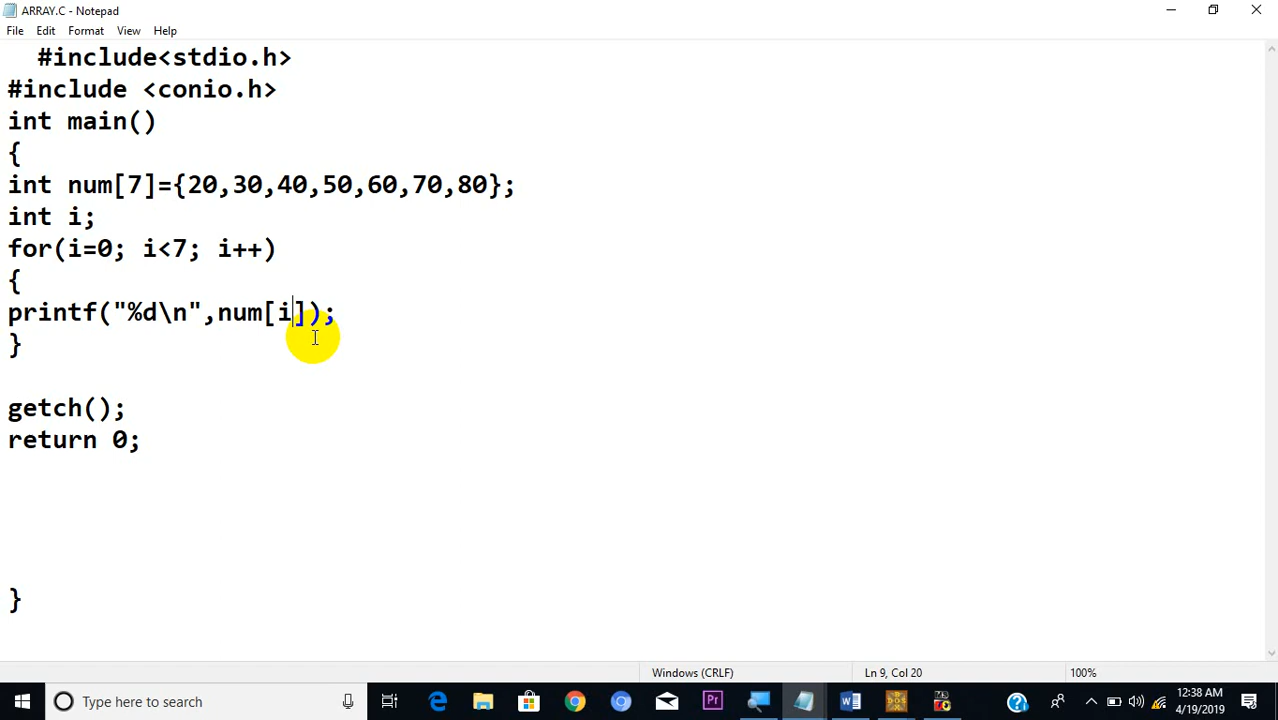 ARRAY.C - Notepad
File Edit Format View Help
#include<stdio.h>
#include <conio.h>
int main()
{
int num[7]={20,30,40,50,60,70,80};
int i;
for(i=0; i<7; i++)
{
printf("%d\n",num[i]);
}
getch();
return 0;
}
Windows (CRLF) Ln 9, Col 20 100%
Type here to search
Pr
W
DOS
12:38 AM
4/19/2019